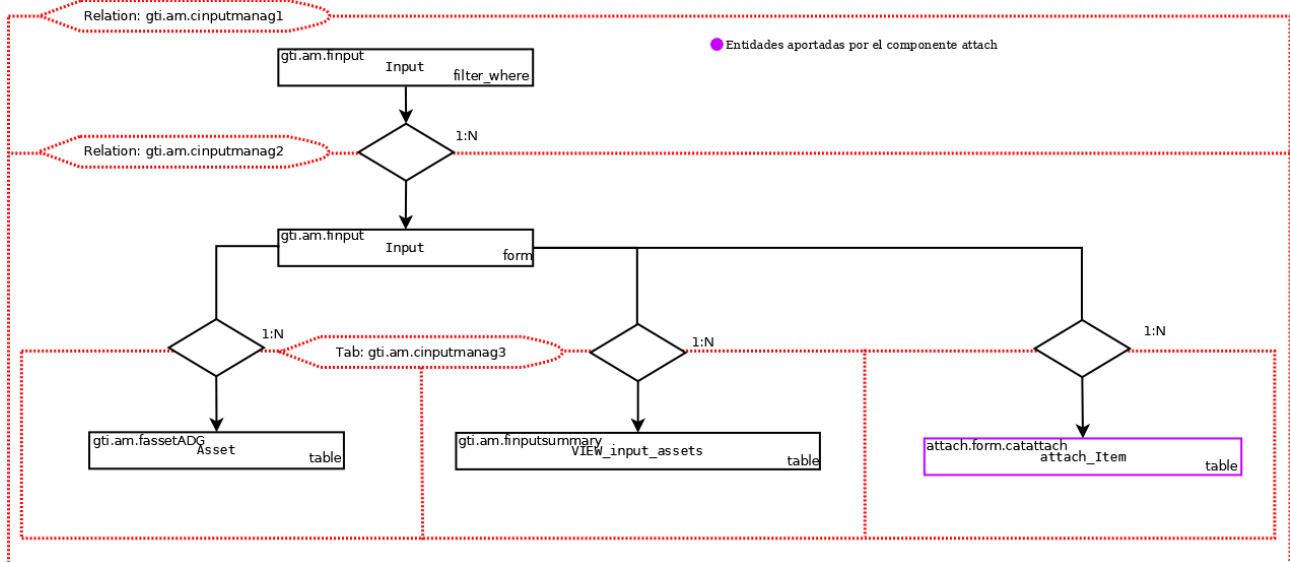 Relation: gti.am.cinputmanag1
Entidades aportadas por el componente attach
gti.am.finput
Input
filter_where
1:N
Relation: gti.am.cinputmanag2
gti.am.finput
Input
form
1:N
Tab: gti.am.cinputmanag3
1:N
1:N
gti.am.fassetADG
Asset
table
gti.am.finputsummary
VIEW_input_assets
table
attach.form.catattach
attach_Item
table